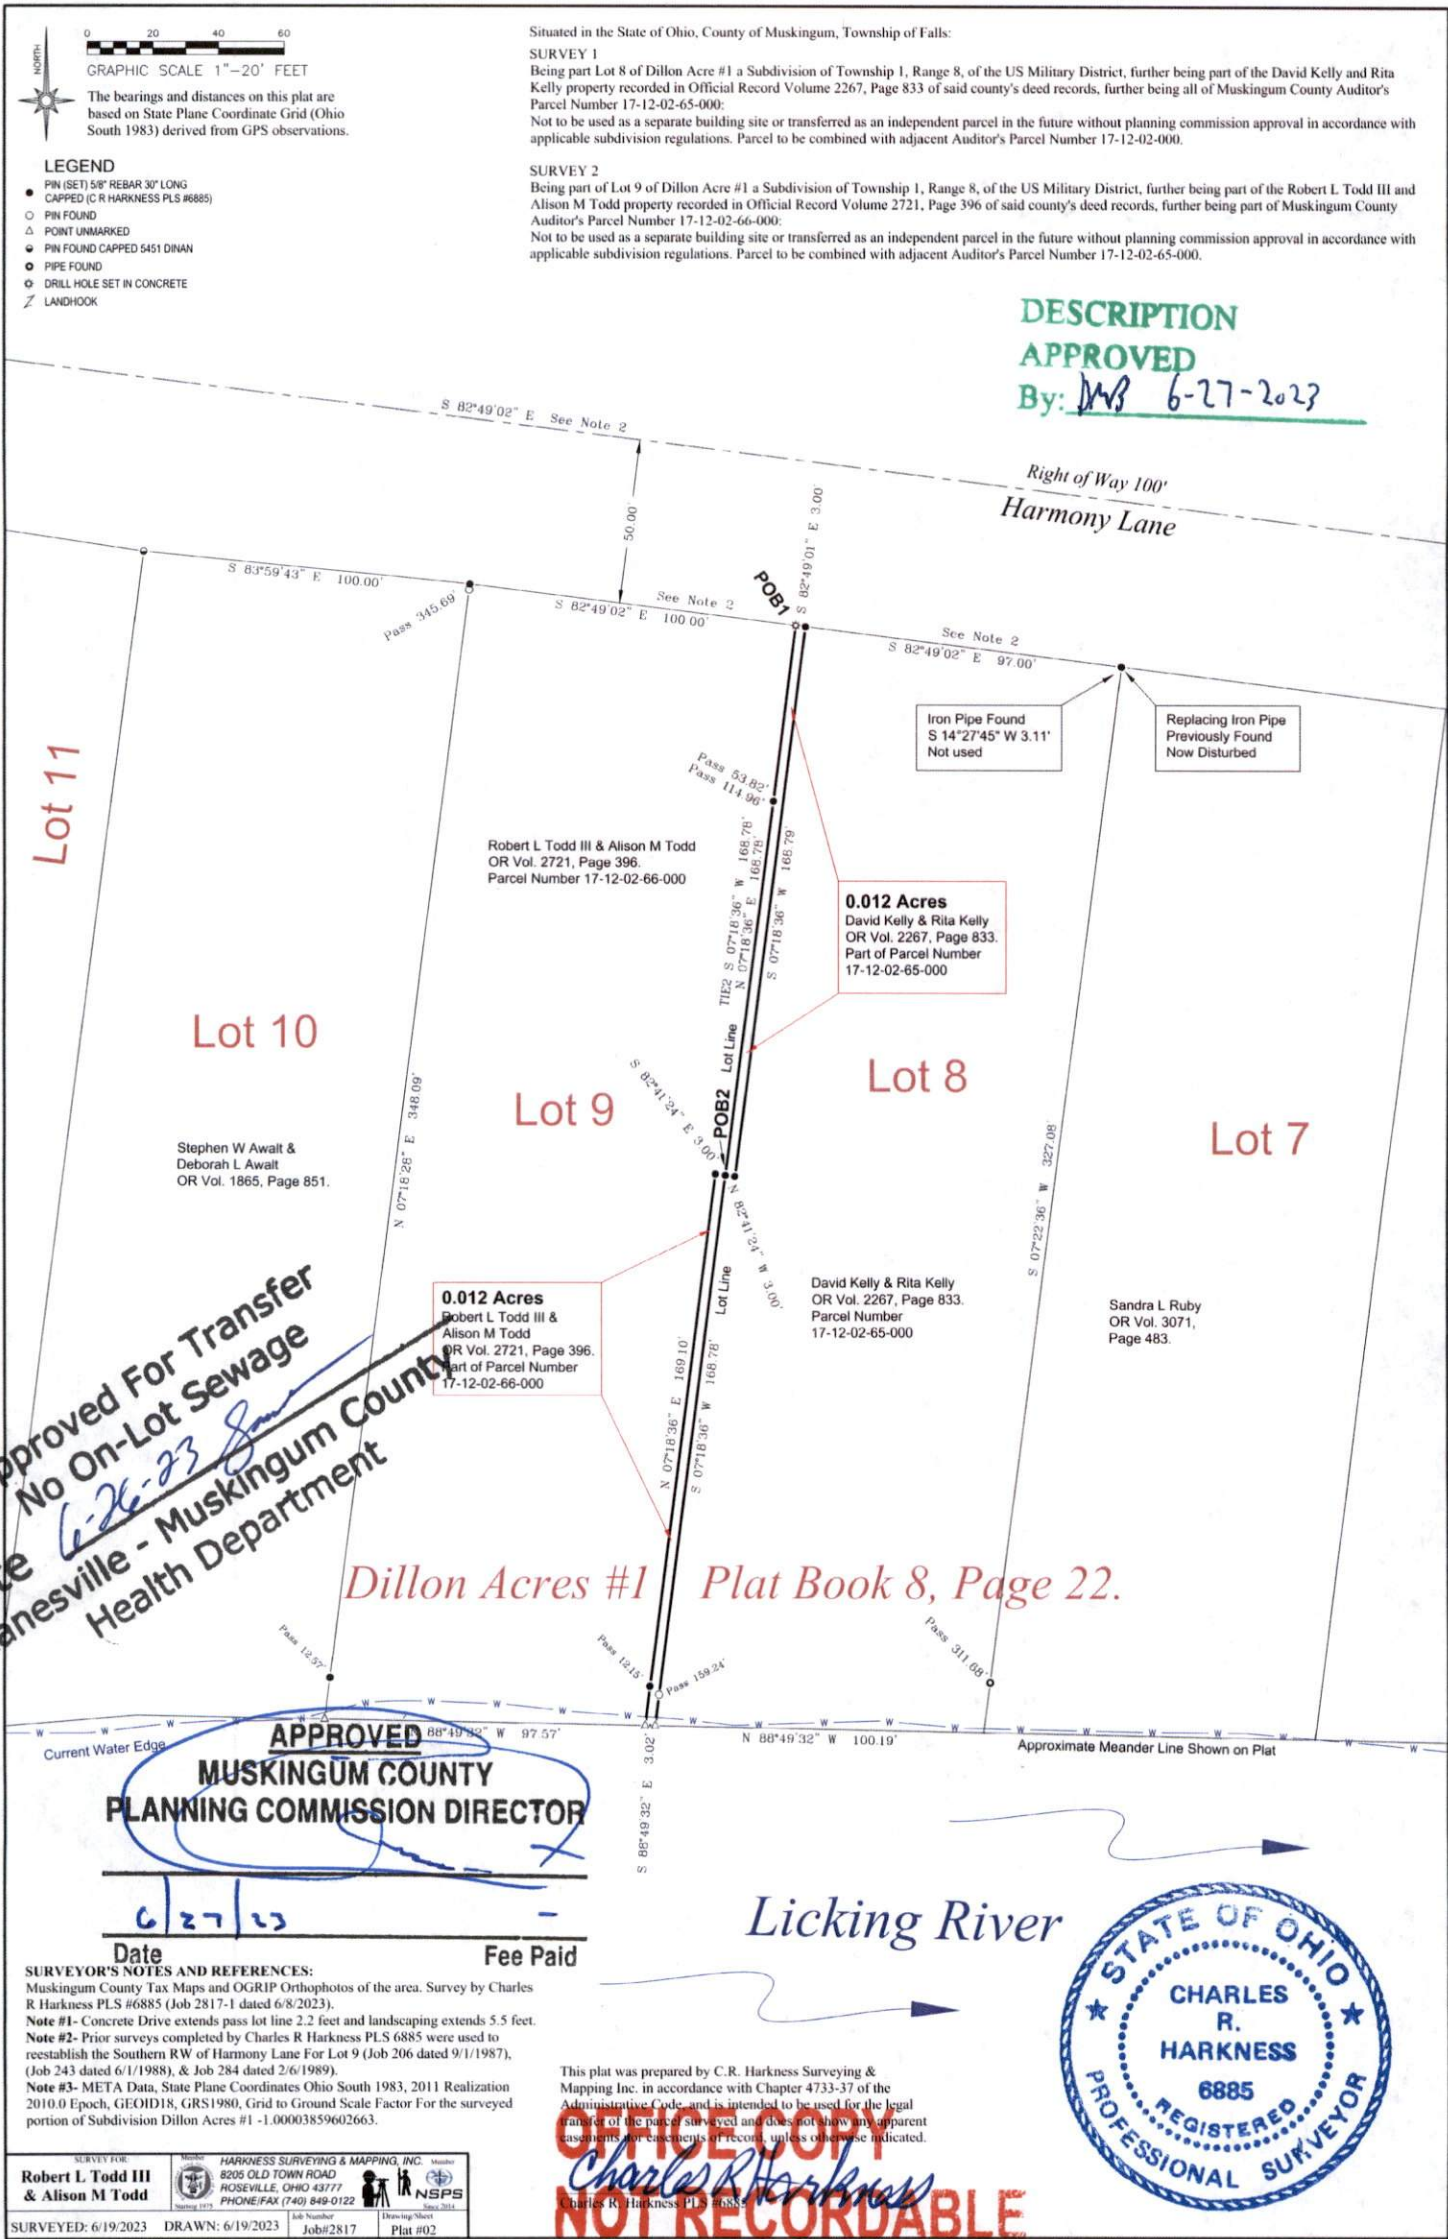 NORTH
0 20 40 60
GRAPHIC SCALE 1"-20' FEET
The bearings and distances on this plat are
based on State Plane Coordinate Grid (Ohio
South 1983) derived from GPS observations.
LEGEND
PIN (SET) 5/8" REBAR 30" LONG
CAPPED (C R HARKNESS PLS #6885)
PIN FOUND
POINT UNMARKED
PIN FOUND CAPPED 5451 DINAN
PIPE FOUND
DRILL HOLE SET IN CONCRETE
LANDHOOK
Situated in the State of Ohio, County of Muskingum, Township of Falls:
SURVEY 1
Being part Lot 8 of Dillon Acre #1 a Subdivision of Township 1, Range 8, of the US Military District, further being part of the David Kelly and Rita
Kelly property recorded in Official Record Volume 2267, Page 833 of said county's deed records, further being all of Muskingum County Auditor's
Parcel Number 17-12-02-65-000:
Not to be used as a separate building site or transferred as an independent parcel in the future without planning commission approval in accordance with
applicable subdivision regulations. Parcel to be combined with adjacent Auditor's Parcel Number 17-12-02-000.
SURVEY 2
Being part of Lot 9 of Dillon Acre #1 a Subdivision of Township 1, Range 8, of the US Military District, further being part of the Robert L Todd III and
Alison M Todd property recorded in Official Record Volume 2721, Page 396 of said county's deed records, further being part of Muskingum County
Auditor's Parcel Number 17-12-02-66-000:
Not to be used as a separate building site or transferred as an independent parcel in the future without planning commission approval in accordance with
applicable subdivision regulations. Parcel to be combined with adjacent Auditor's Parcel Number 17-12-02-65-000.
DESCRIPTION
APPROVED
By: DMB 6-27-2023
S 82°49'02" E See Note 2
Right of Way 100'
Harmony Lane
50.00'
S 82°49'01" E 3.00'
POB1
S 83°59'43" E 100.00'
Pass 345.69'
See Note 2
S 82°49'02" E 100.00'
See Note 2
S 82°49'02" E 97.00'
Iron Pipe Found
S 14°27'45" W 3.11'
Not used
Replacing Iron Pipe
Previously Found
Now Disturbed
Lot 11
Pass 53.82'
Pass 114.96'
Robert L Todd III & Alison M Todd
OR Vol. 2721, Page 396.
Parcel Number 17-12-02-66-000
TIE2 S 07°18'36" W 168.78'
N 07°18'36" E 168.78'
S 07°18'36" W 168.79'
0.012 Acres
David Kelly & Rita Kelly
OR Vol. 2267, Page 833.
Part of Parcel Number
17-12-02-65-000
Lot 10
Lot Line
Lot 8
Lot 9
POB2
S 82°41'24" E 3.00'
Lot 7
Stephen W Awalt &
Deborah L Awalt
OR Vol. 1865, Page 851.
N 07°18'28" E 348.09'
S 07°22'36" W 327.08'
N 82°41'24" W 3.00'
Lot Line
David Kelly & Rita Kelly
OR Vol. 2267, Page 833.
Parcel Number
17-12-02-65-000
Sandra L Ruby
OR Vol. 3071,
Page 483.
0.012 Acres
Robert L Todd III &
Alison M Todd
OR Vol. 2721, Page 396.
Part of Parcel Number
17-12-02-66-000
N 07°18'36" E 169.10'
S 07°18'36" W 168.78'
pproved For Transfer
No On-Lot Sewage
te 6-26-23
anesville - Muskingum County
Health Department
Dillon Acres #1 Plat Book 8, Page 22.
Pass 12.57'
Pass 12.15'
Pass 159.24'
Pass 311.68'
W W W W W W W W W W W W W W
Current Water Edge
N 88°49'32" W 97.57'
N 88°49'32" W 100.19'
Approximate Meander Line Shown on Plat
S 88°49'32" E 3.02'
APPROVED
MUSKINGUM COUNTY
PLANNING COMMISSION DIRECTOR
6/27/23 -
Date Fee Paid
Licking River
SURVEYOR'S NOTES AND REFERENCES:
Muskingum County Tax Maps and OGRIP Orthophotos of the area. Survey by Charles
R Harkness PLS #6885 (Job 2817-1 dated 6/8/2023).
Note #1- Concrete Drive extends pass lot line 2.2 feet and landscaping extends 5.5 feet.
Note #2- Prior surveys completed by Charles R Harkness PLS 6885 were used to
reestablish the Southern RW of Harmony Lane For Lot 9 (Job 206 dated 9/1/1987),
(Job 243 dated 6/1/1988), & Job 284 dated 2/6/1989).
Note #3- META Data, State Plane Coordinates Ohio South 1983, 2011 Realization
2010.0 Epoch, GEOID18, GRS1980, Grid to Ground Scale Factor For the surveyed
portion of Subdivision Dillon Acres #1 -1.00003859602663.
This plat was prepared by C.R. Harkness Surveying &
Mapping Inc. in accordance with Chapter 4733-37 of the
Administrative Code, and is intended to be used for the legal
transfer of the parcel surveyed and does not show any apparent
easements nor easements of record, unless otherwise indicated.
OFFICE COPY
Charles R Harkness
Charles R. Harkness PLS #6885
NOT RECORDABLE
STATE OF OHIO
CHARLES
R.
HARKNESS
6885
REGISTERED
PROFESSIONAL SURVEYOR
SURVEY FOR:
Robert L Todd III
& Alison M Todd
Member
HARKNESS SURVEYING & MAPPING, INC.
8205 OLD TOWN ROAD
ROSEVILLE, OHIO 43777
PHONE/FAX (740) 849-0122
Member
NSPS
Since 2014
SURVEYED: 6/19/2023
DRAWN: 6/19/2023
Job Number
Job#2817
Drawing/Sheet
Plat #02